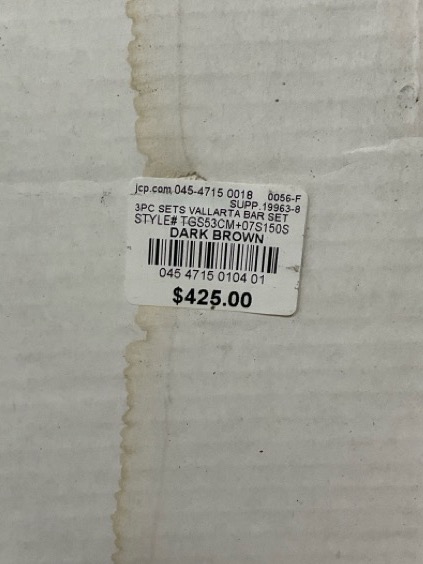 jcp.com 045-4715 0018 0056-F
SUPP.19963-8
3PC SETS VALLARTA BAR SET
STYLE# TGS53CM+07S150S
DARK BROWN
045 4715 0104 01
$425.00